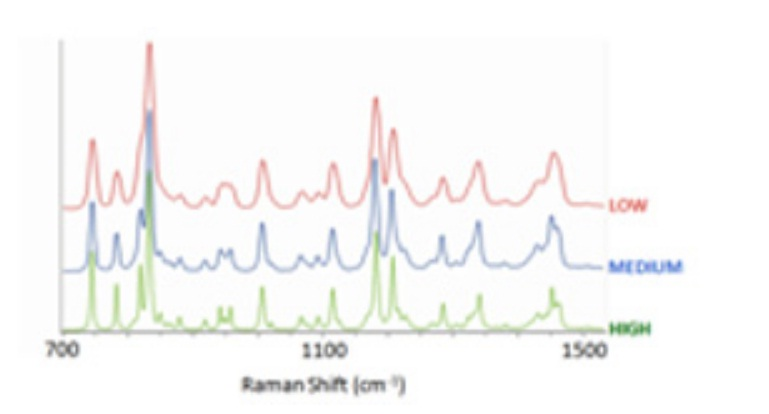 LOW
MEDIUM
HIGH
700 1100 1500
Raman Shift (cm⁻¹)